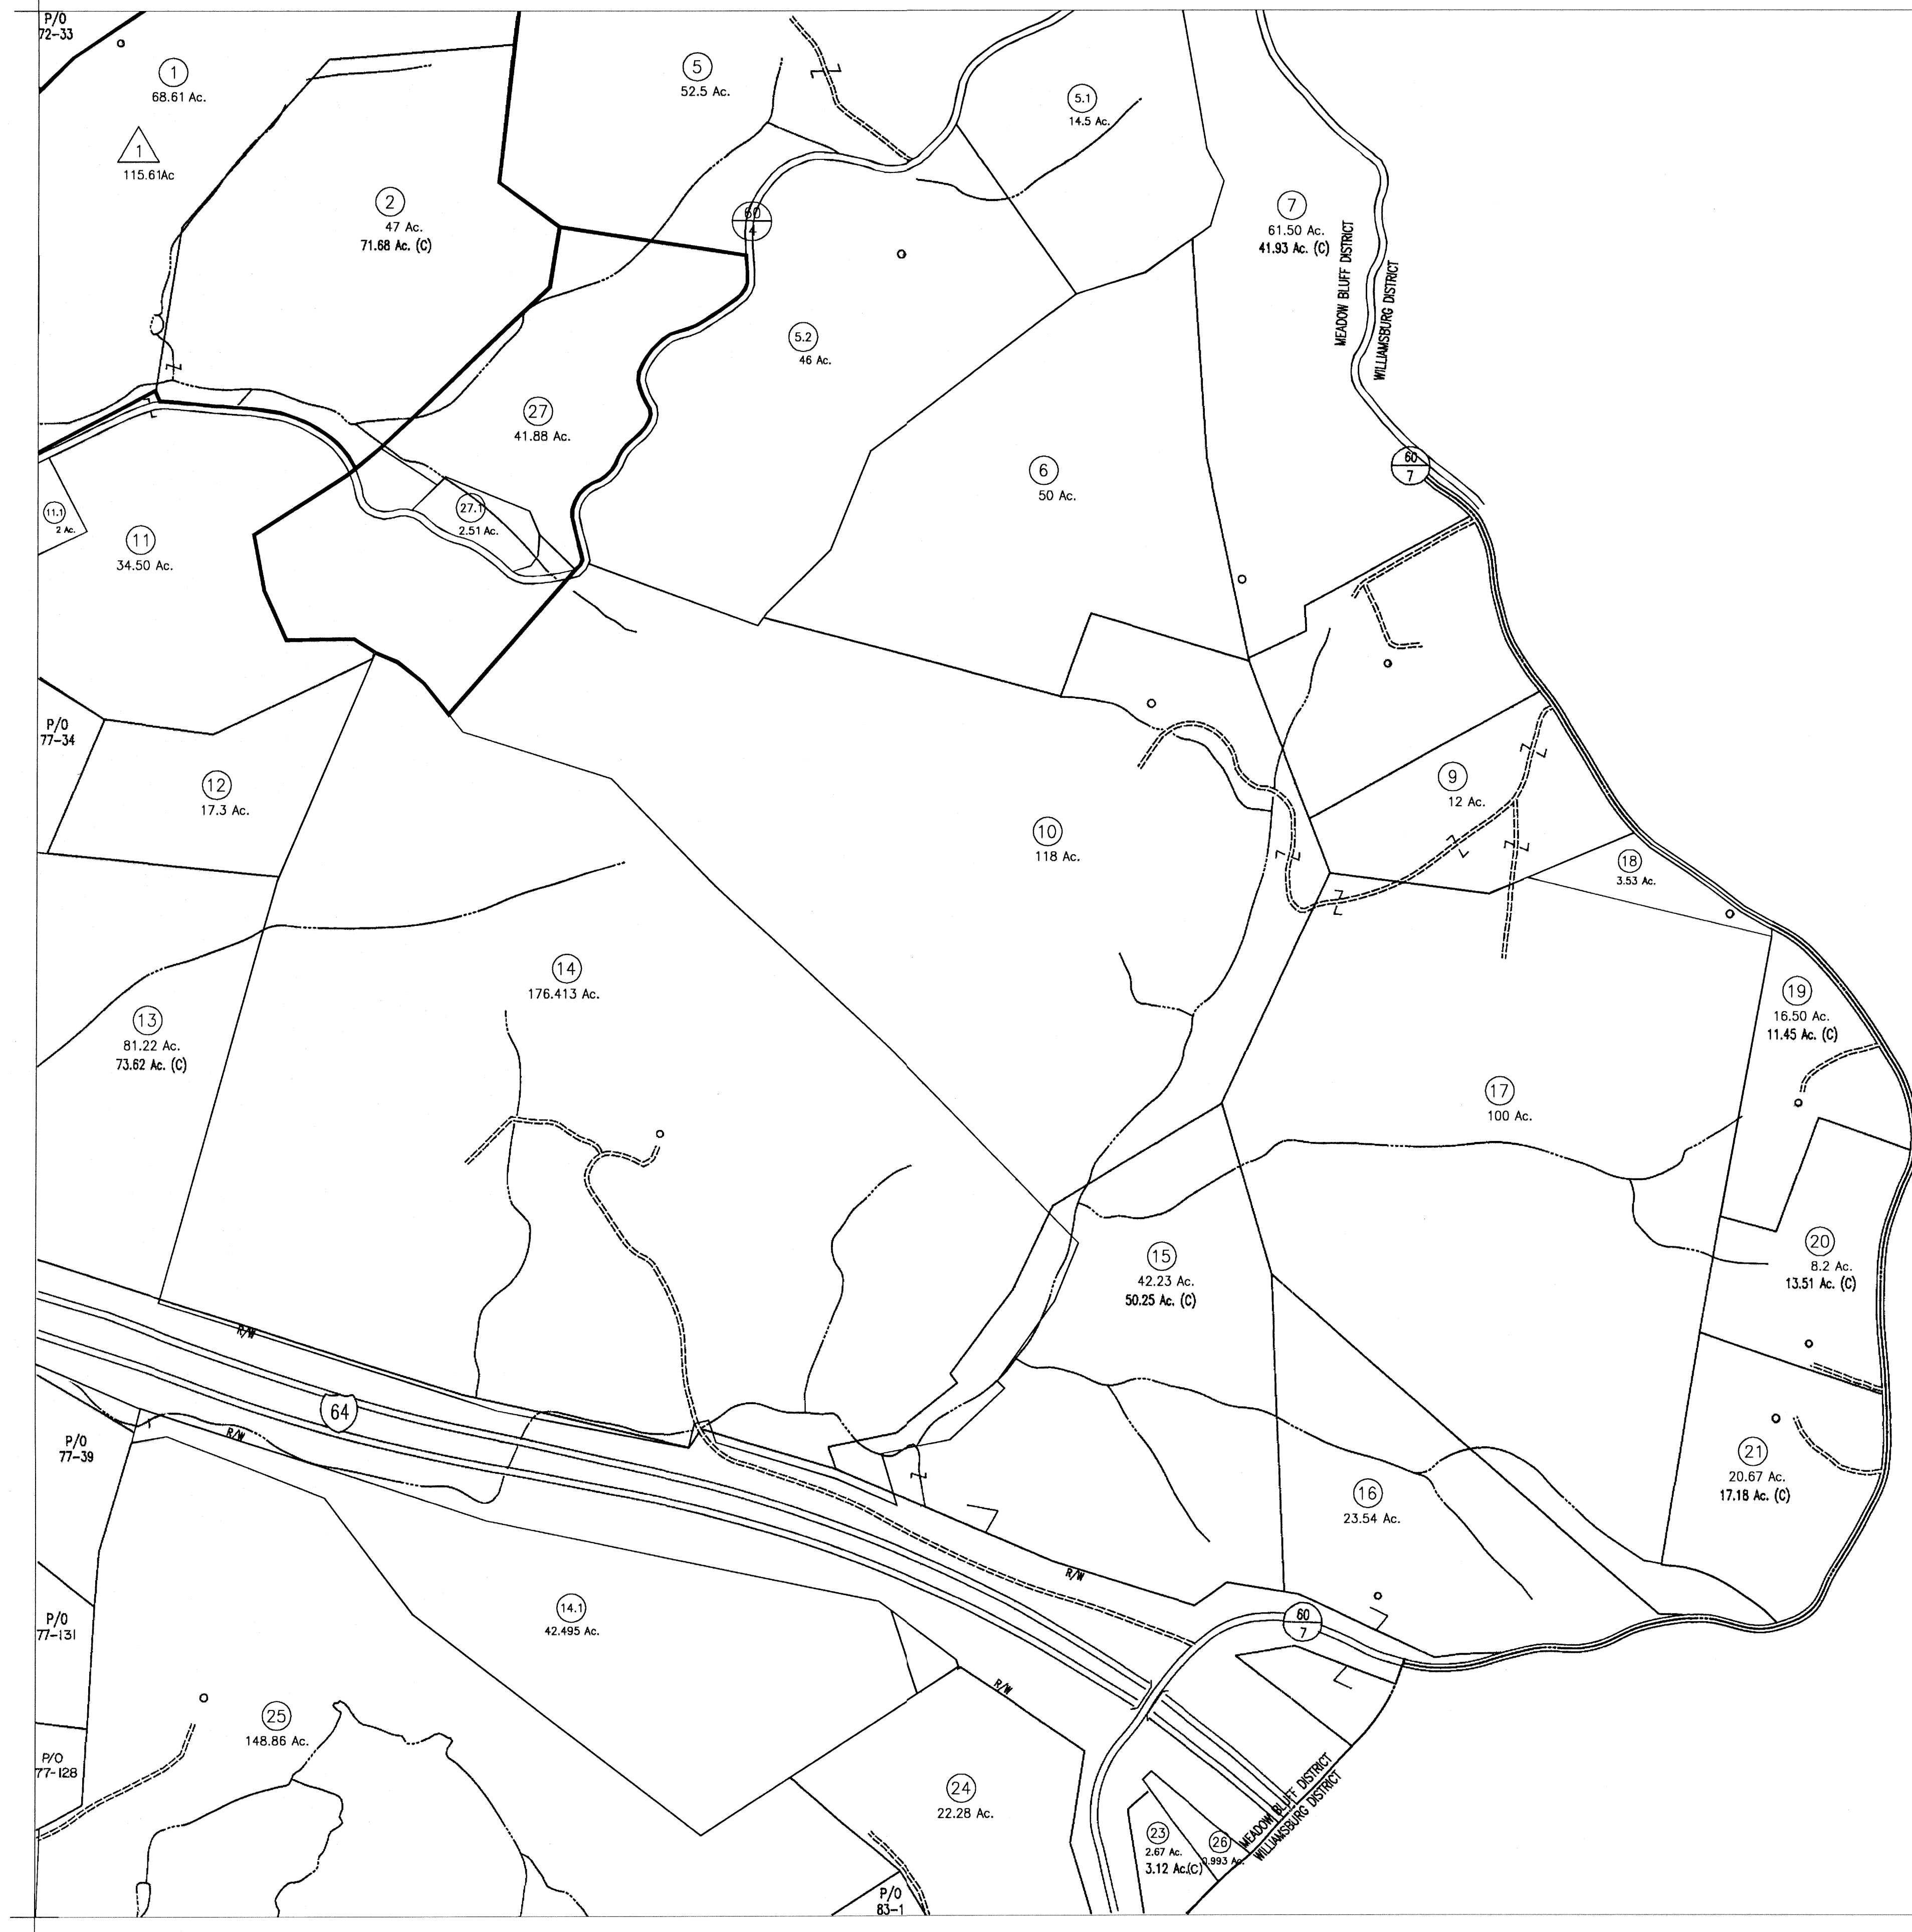 P/O
72-33
1
68.61 Ac.
1
115.61Ac
2
47 Ac.
71.68 Ac. (C)
5
52.5 Ac.
5.1
14.5 Ac.
7
61.50 Ac.
41.93 Ac. (C)
MEADOW BLUFF DISTRICT
WILLIAMSBURG DISTRICT
60
4
5.2
46 Ac.
27
41.88 Ac.
6
50 Ac.
60
7
27.1
2.51 Ac.
11.1
2 Ac.
11
34.50 Ac.
P/O
77-34
12
17.3 Ac.
9
12 Ac.
10
118 Ac.
18
3.53 Ac.
14
176.413 Ac.
13
81.22 Ac.
73.62 Ac. (C)
19
16.50 Ac.
11.45 Ac. (C)
17
100 Ac.
15
42.23 Ac.
50.25 Ac. (C)
20
8.2 Ac.
13.51 Ac. (C)
R/W
64
R/W
P/O
77-39
21
20.67 Ac.
17.18 Ac. (C)
16
23.54 Ac.
R/W
14.1
42.495 Ac.
60
7
P/O
77-131
R/W
25
148.86 Ac.
P/O
77-128
24
22.28 Ac.
MEADOW BLUFF DISTRICT
WILLIAMSBURG DISTRICT
23
2.67 Ac.
3.12 Ac.(C)
26
0.993 Ac.
P/O
83-1